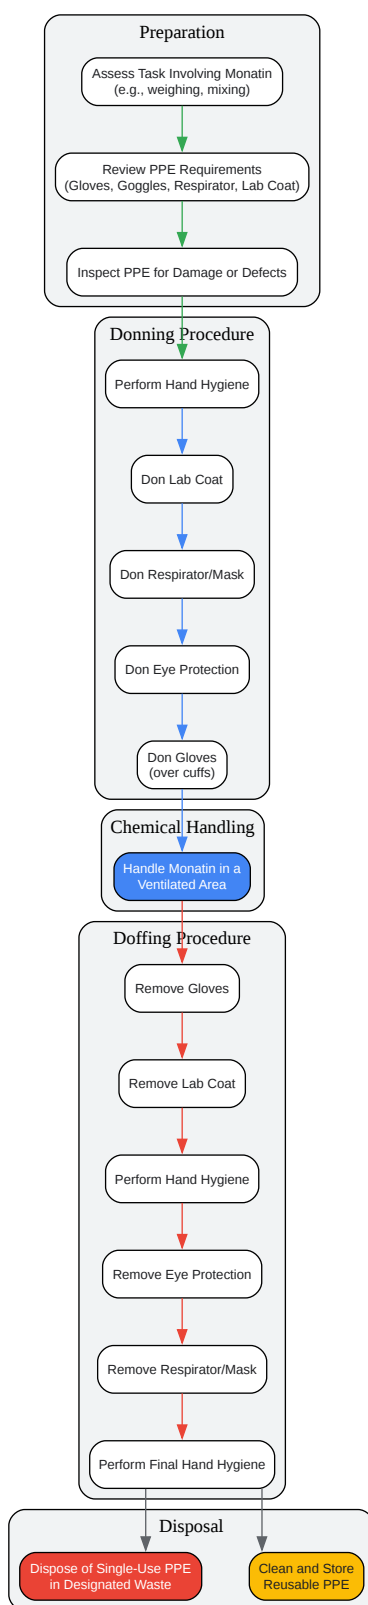 Preparation
Assess Task Involving Monatin
(e.g., weighing, mixing)
Review PPE Requirements
(Gloves, Goggles, Respirator, Lab Coat)
Inspect PPE for Damage or Defects
Donning Procedure
Perform Hand Hygiene
Don Lab Coat
Don Respirator/Mask
Don Eye Protection
Don Gloves
(over cuffs)
Chemical Handling
Handle Monatin in a
Ventilated Area
Doffing Procedure
Remove Gloves
Remove Lab Coat
Perform Hand Hygiene
Remove Eye Protection
Remove Respirator/Mask
Perform Final Hand Hygiene
Disposal
Dispose of Single-Use PPE
in Designated Waste
Clean and Store
Reusable PPE